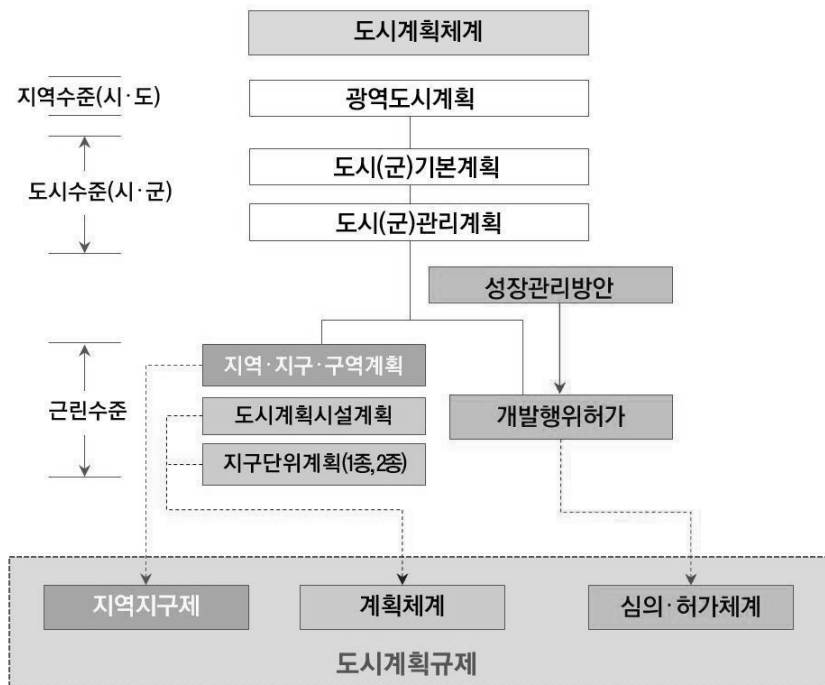 도시계획체계
지역수준(시·도)
광역도시계획
도시(군)기본계획
도시수준(시·군)
도시(군)관리계획
성장관리방안
지역·지구·구역계획
근린수준
도시계획시설계획
개발행위허가
지구단위계획(1종,2종)
지역지구제
계획체계
심의·허가체계
도시계획규제